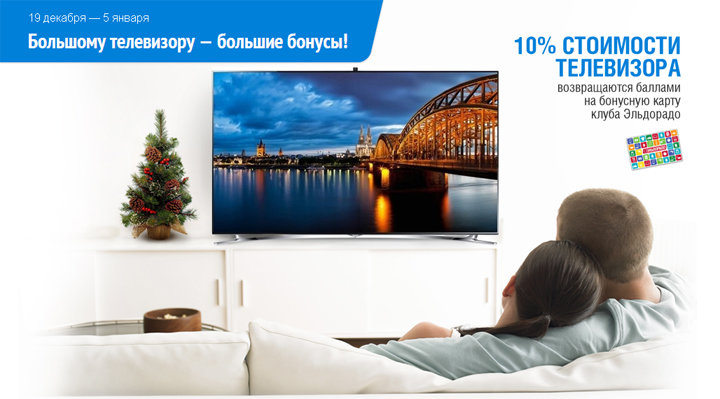 19 декабря — 5 января
Большому телевизору — большие бонусы!
10% СТОИМОСТИ
ТЕЛЕВИЗОРА
возвращаются баллами
на бонусную карту
клуба Эльдорадо